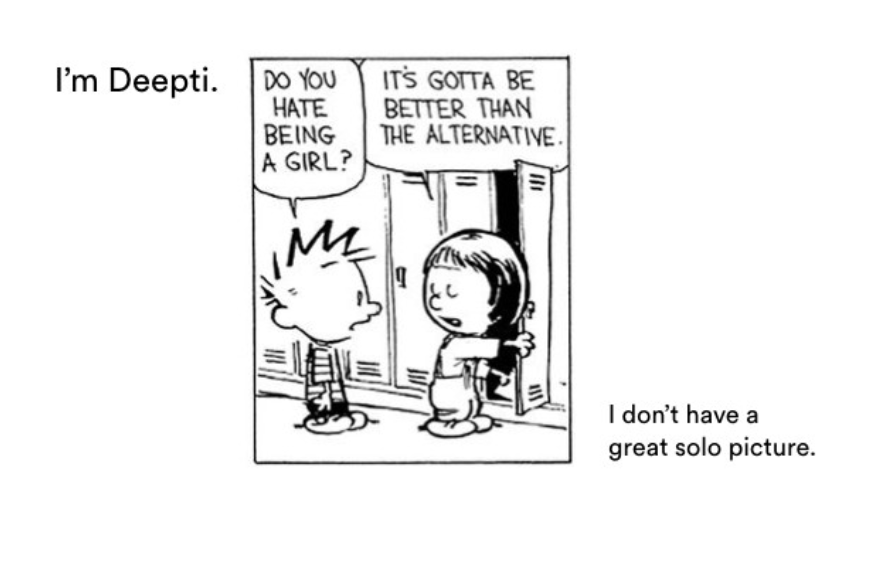 I’m Deepti.
DO YOU
HATE
BEING
A GIRL?
IT'S GOTTA BE
BETTER THAN
THE ALTERNATIVE.
I don’t have a
great solo picture.